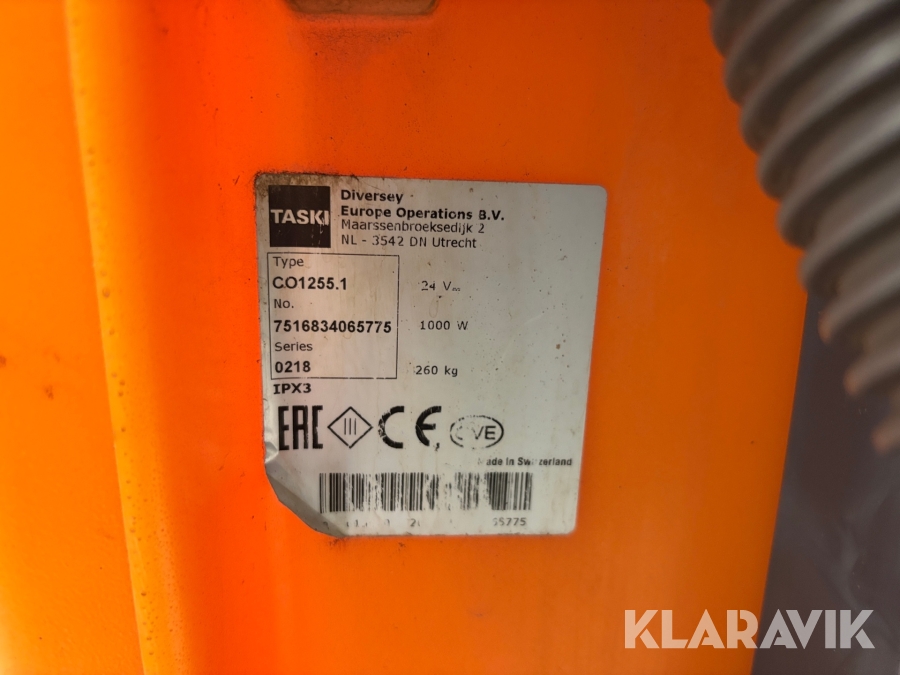 TASKI
Diversey
Europe Operations B.V.
Maarssenbroeksedijk 2
NL - 3542 DN Utrecht
Type
CO1255.1
24 V
No.
7516834065775
1000 W
Series
0218
260 kg
IPX3
EAC III CE
Made in Switzerland
KLARAVIK